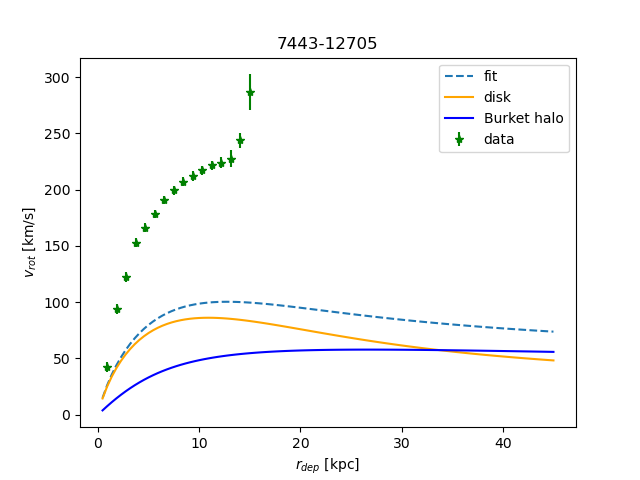 7443-12705
300
250
200
150
100
50
0
v_rot [km/s]
fit
disk
Burket halo
data
0 10 20 30 40
r_dep [kpc]